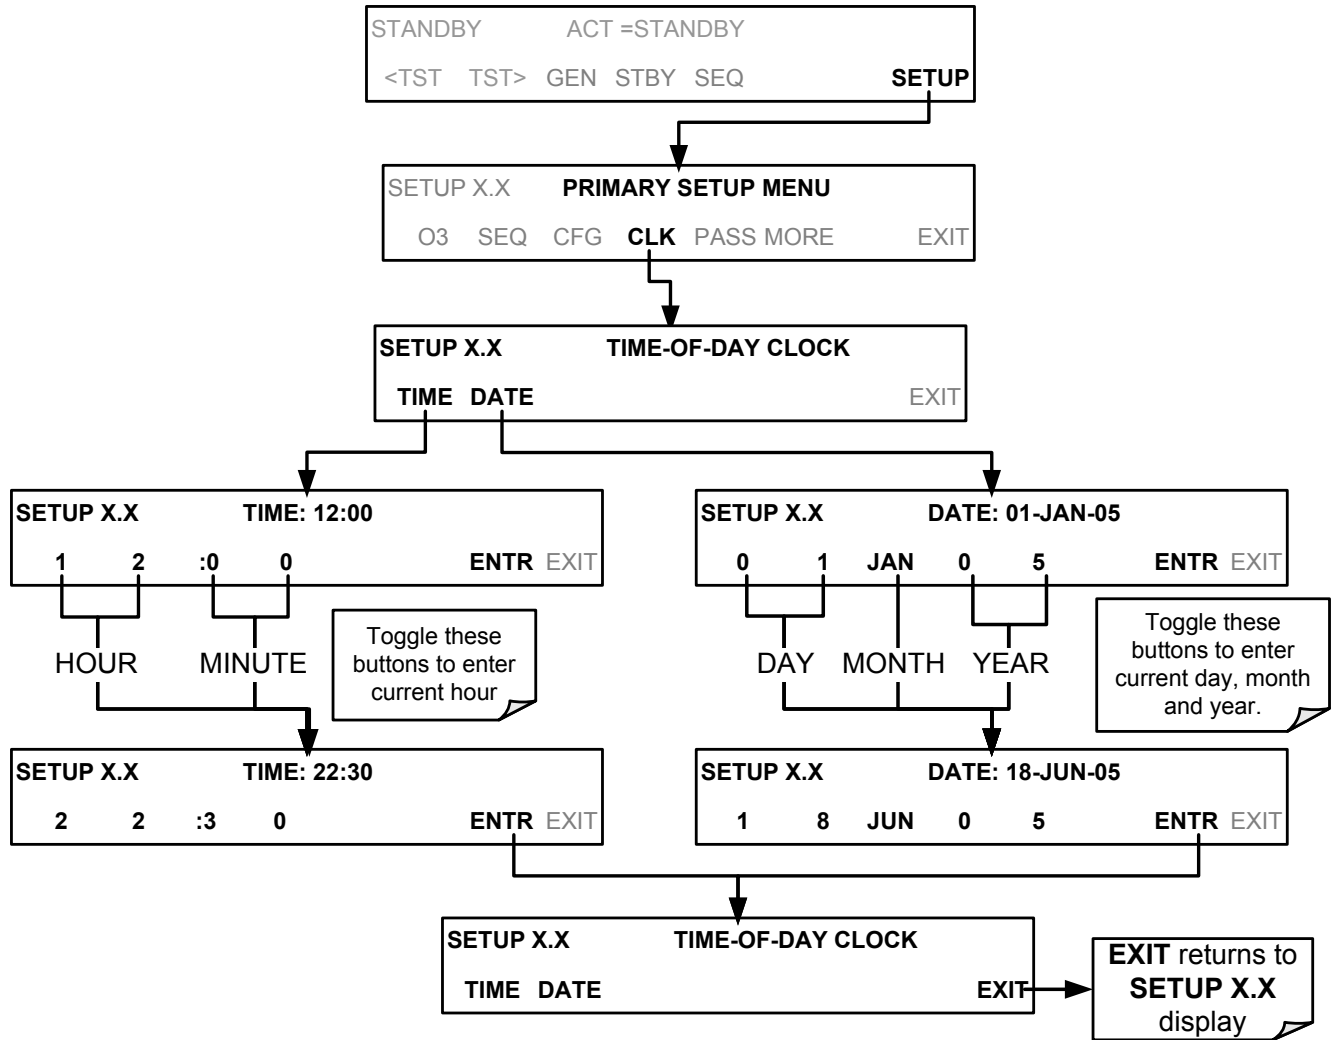 STANDBY ACT =STANDBY
<TST TST> GEN STBY SEQ SETUP
SETUP X.X PRIMARY SETUP MENU
O3 SEQ CFG CLK PASS MORE EXIT
SETUP X.X TIME-OF-DAY CLOCK
TIME DATE EXIT
SETUP X.X TIME: 12:00
1 2 :0 0 ENTR EXIT
HOUR MINUTE
Toggle these
buttons to enter
current hour
SETUP X.X TIME: 22:30
2 2 :3 0 ENTR EXIT
SETUP X.X DATE: 01-JAN-05
0 1 JAN 0 5 ENTR EXIT
DAY MONTH YEAR
Toggle these
buttons to enter
current day, month
and year.
SETUP X.X DATE: 18-JUN-05
1 8 JUN 0 5 ENTR EXIT
SETUP X.X TIME-OF-DAY CLOCK
TIME DATE EXIT
EXIT returns to
SETUP X.X
display